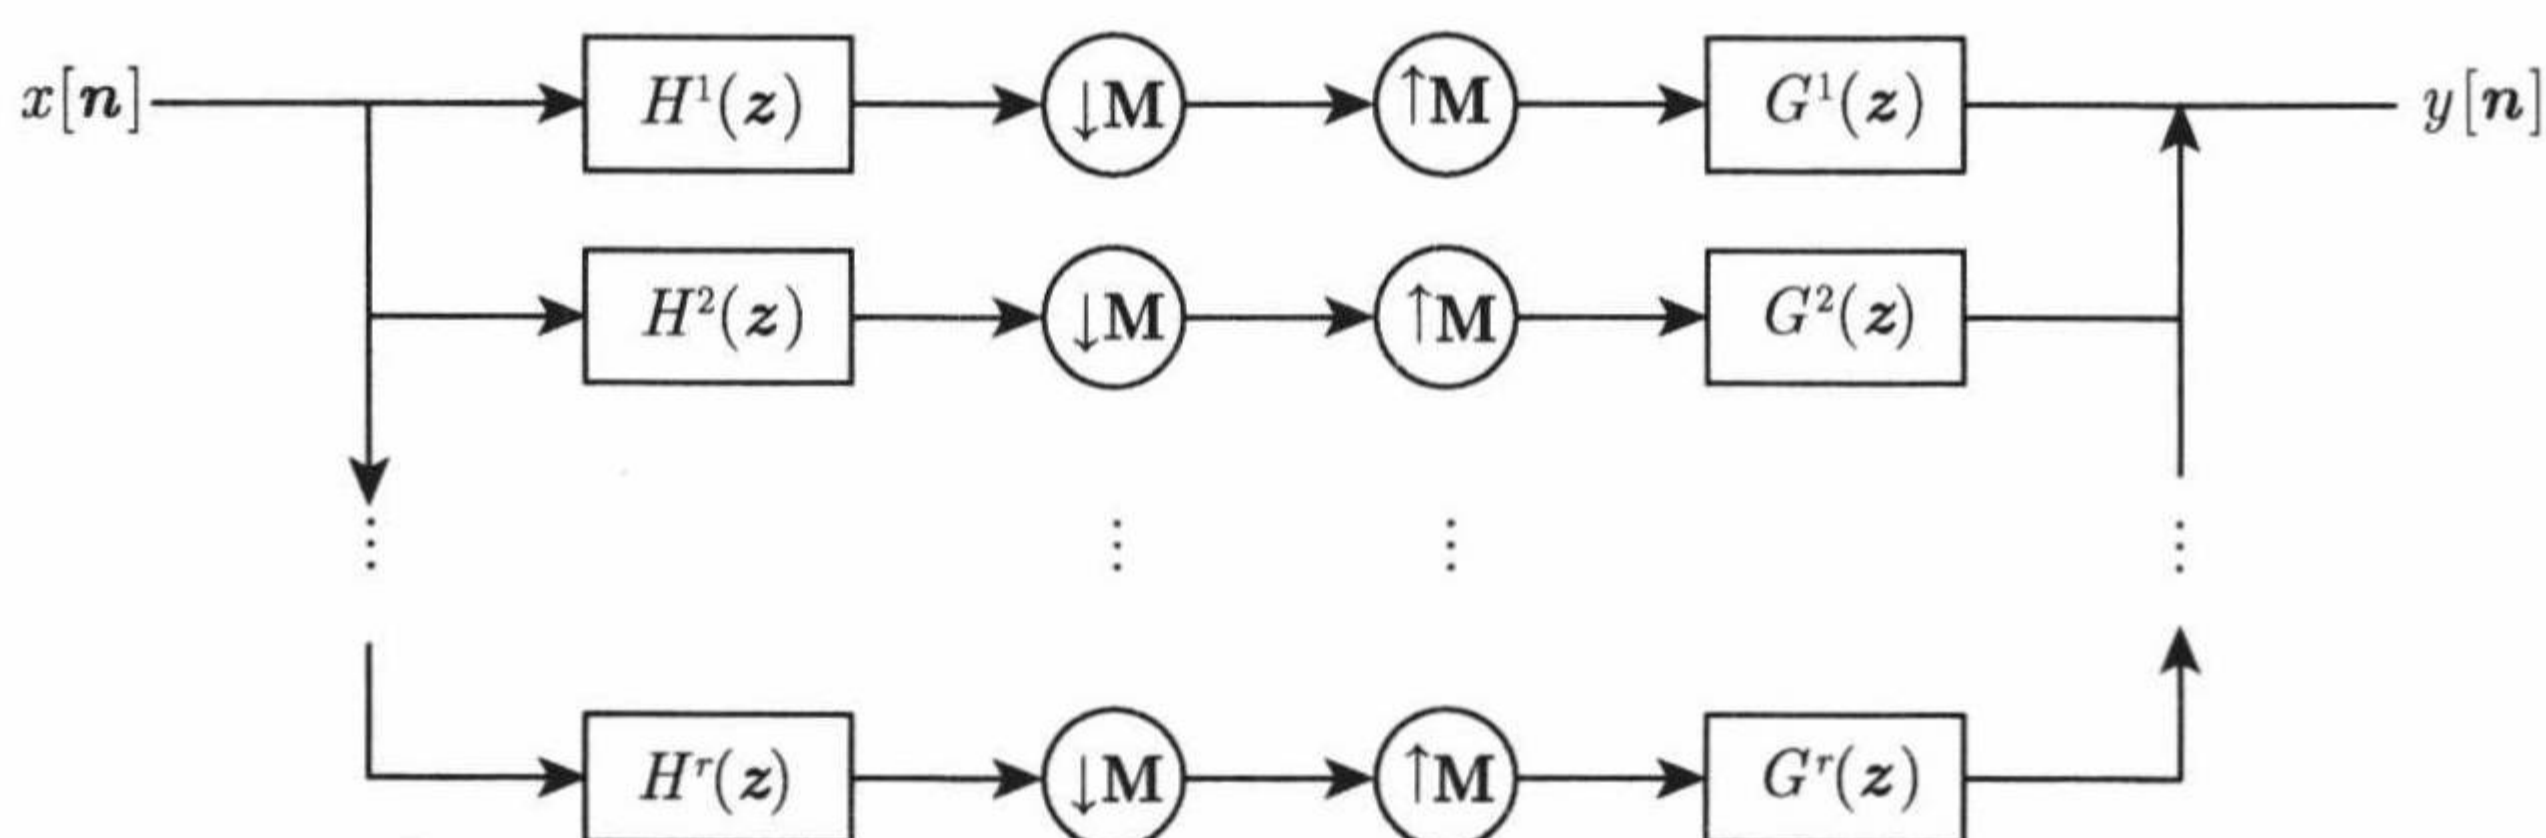 x[n] H¹(z) ↓M ↑M G¹(z) y[n]
H²(z) ↓M ↑M G²(z)
⋮ ⋮ ⋮ ⋮
Hʳ(z) ↓M ↑M Gʳ(z)